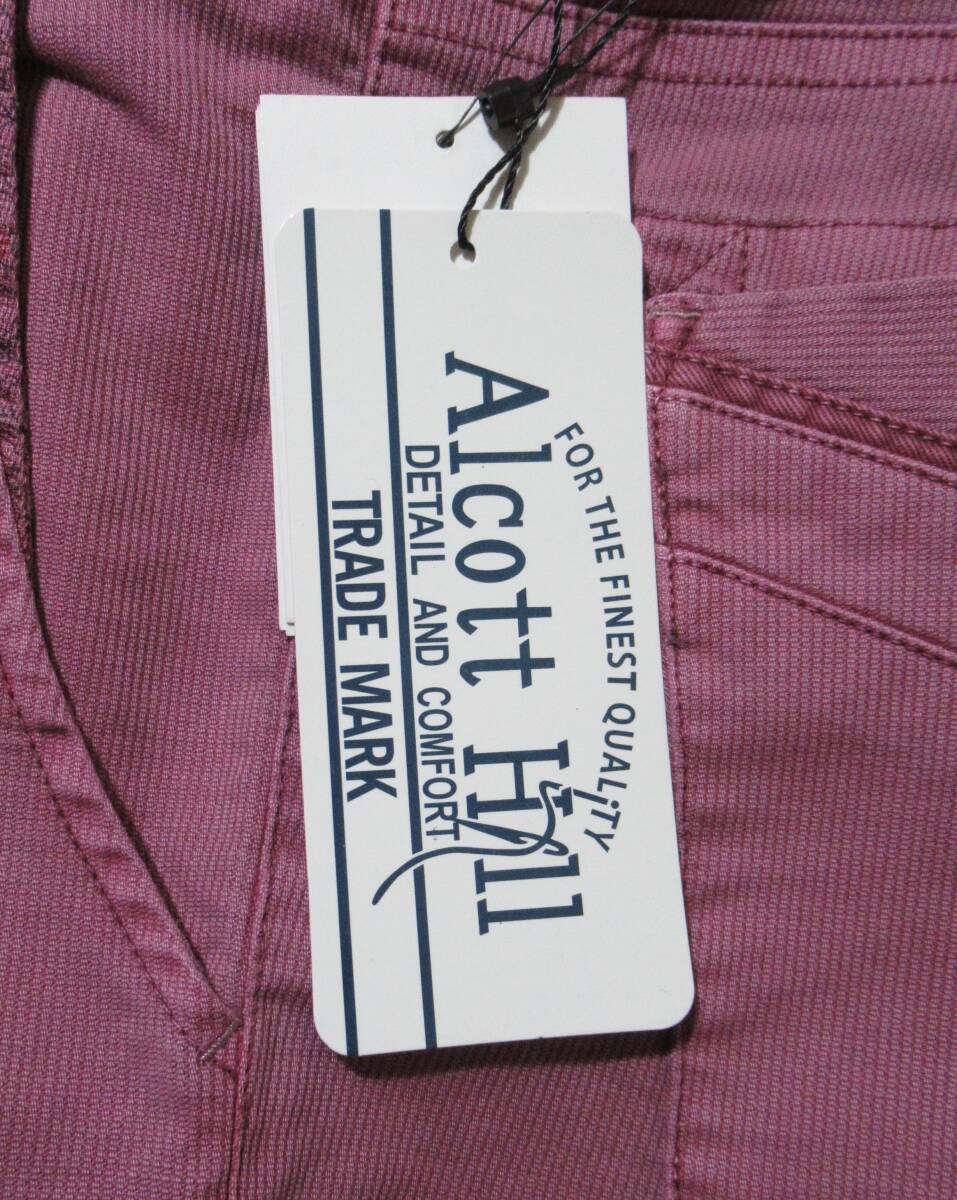 FOR THE FINEST QUALiTY
Alcott Hill
DETAIL AND COMFORT
TRADE MARK